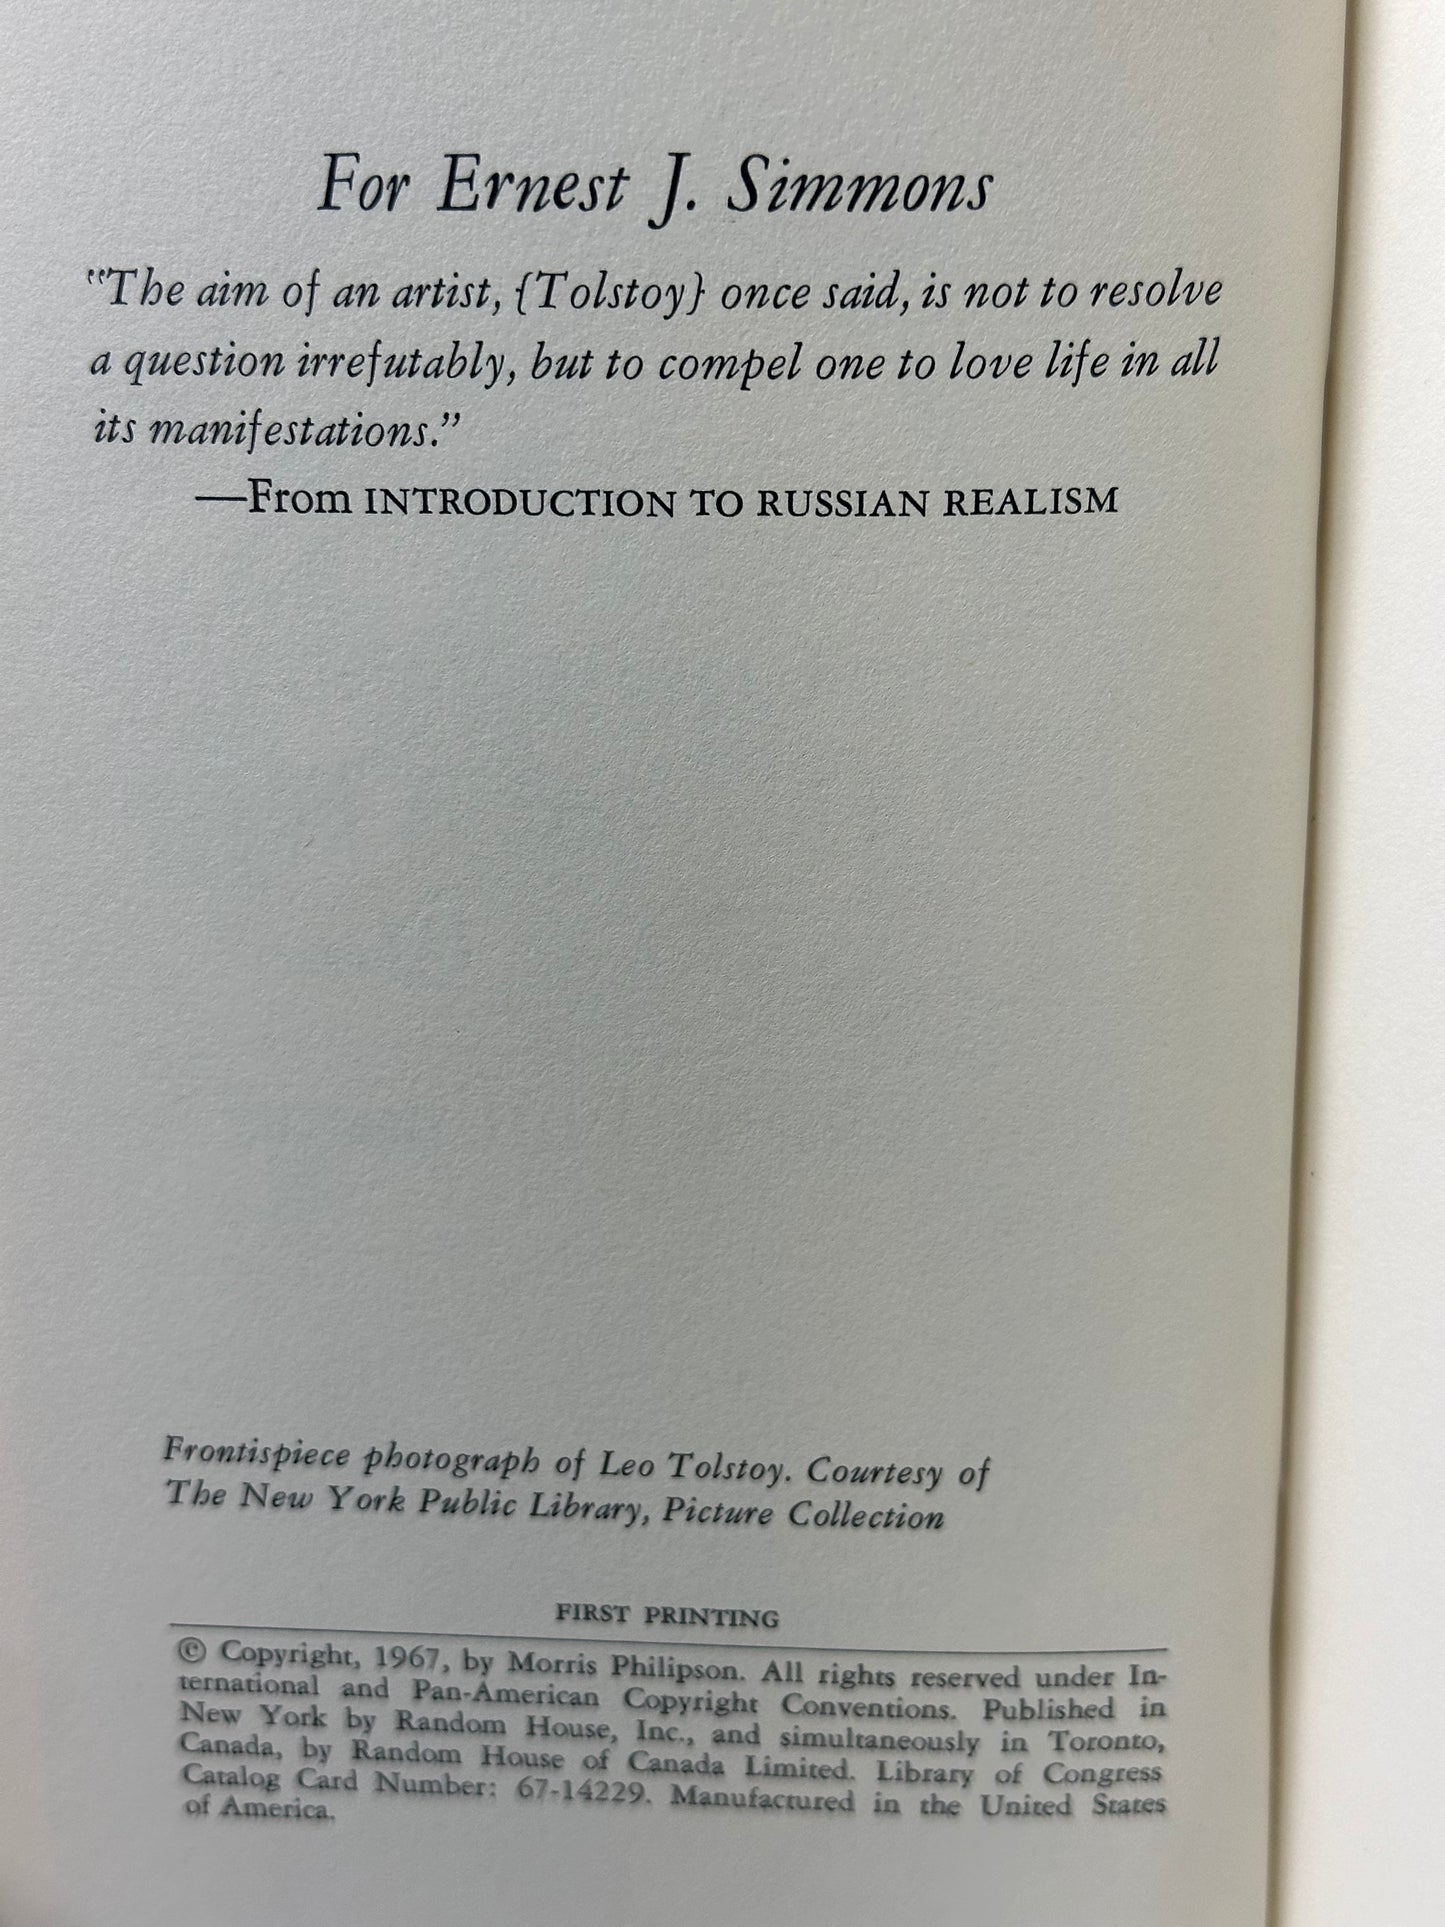 For Ernest J. Simmons
"The aim of an artist, {Tolstoy} once said, is not to resolve
a question irrefutably, but to compel one to love life in all
its manifestations."
—From INTRODUCTION TO RUSSIAN REALISM
Frontispiece photograph of Leo Tolstoy. Courtesy of
The New York Public Library, Picture Collection
FIRST PRINTING
© Copyright, 1967, by Morris Philipson. All rights reserved under In-
ternational and Pan-American Copyright Conventions. Published in
New York by Random House, Inc., and simultaneously in Toronto,
Canada, by Random House of Canada Limited. Library of Congress
Catalog Card Number: 67-14229. Manufactured in the United States
of America.